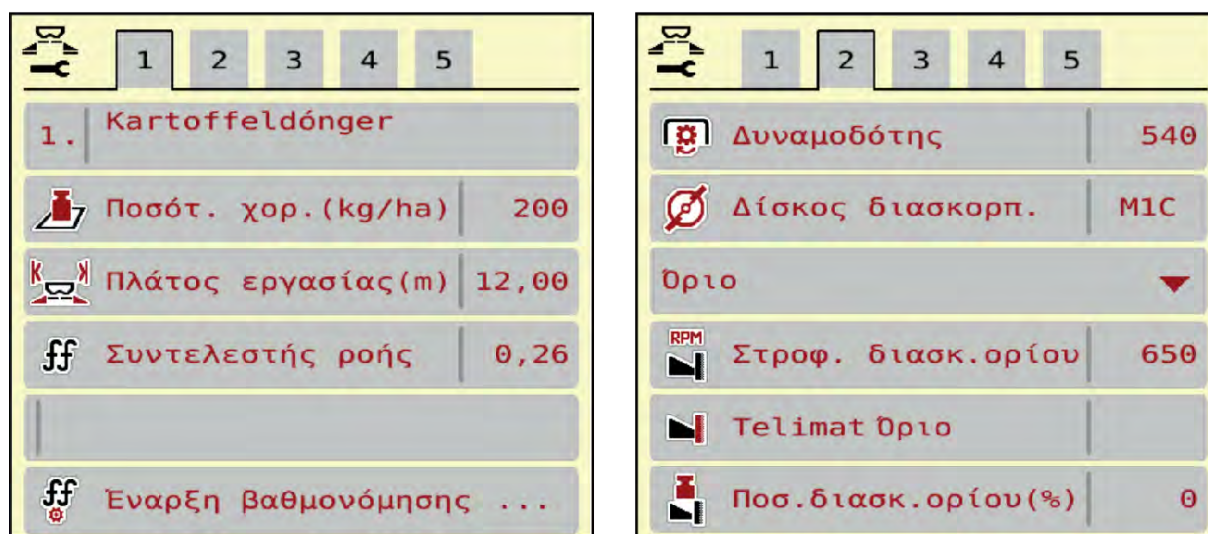 1 2 3 4 5
1. Kartoffeldónger
Ποσότ. χορ.(kg/ha) 200
Πλάτος εργασίας(m) 12,00
ff Συντελεστής ροής 0,26
ff Έναρξη βαθμονόμησης ...
1 2 3 4 5
Δυναμοδότης 540
Δίσκος διασκορπ. M1C
Όριο
RPM
Στροφ. διασκ.ορίου 650
Telimat Όριο
Ποσ.διασκ.ορίου(%) 0